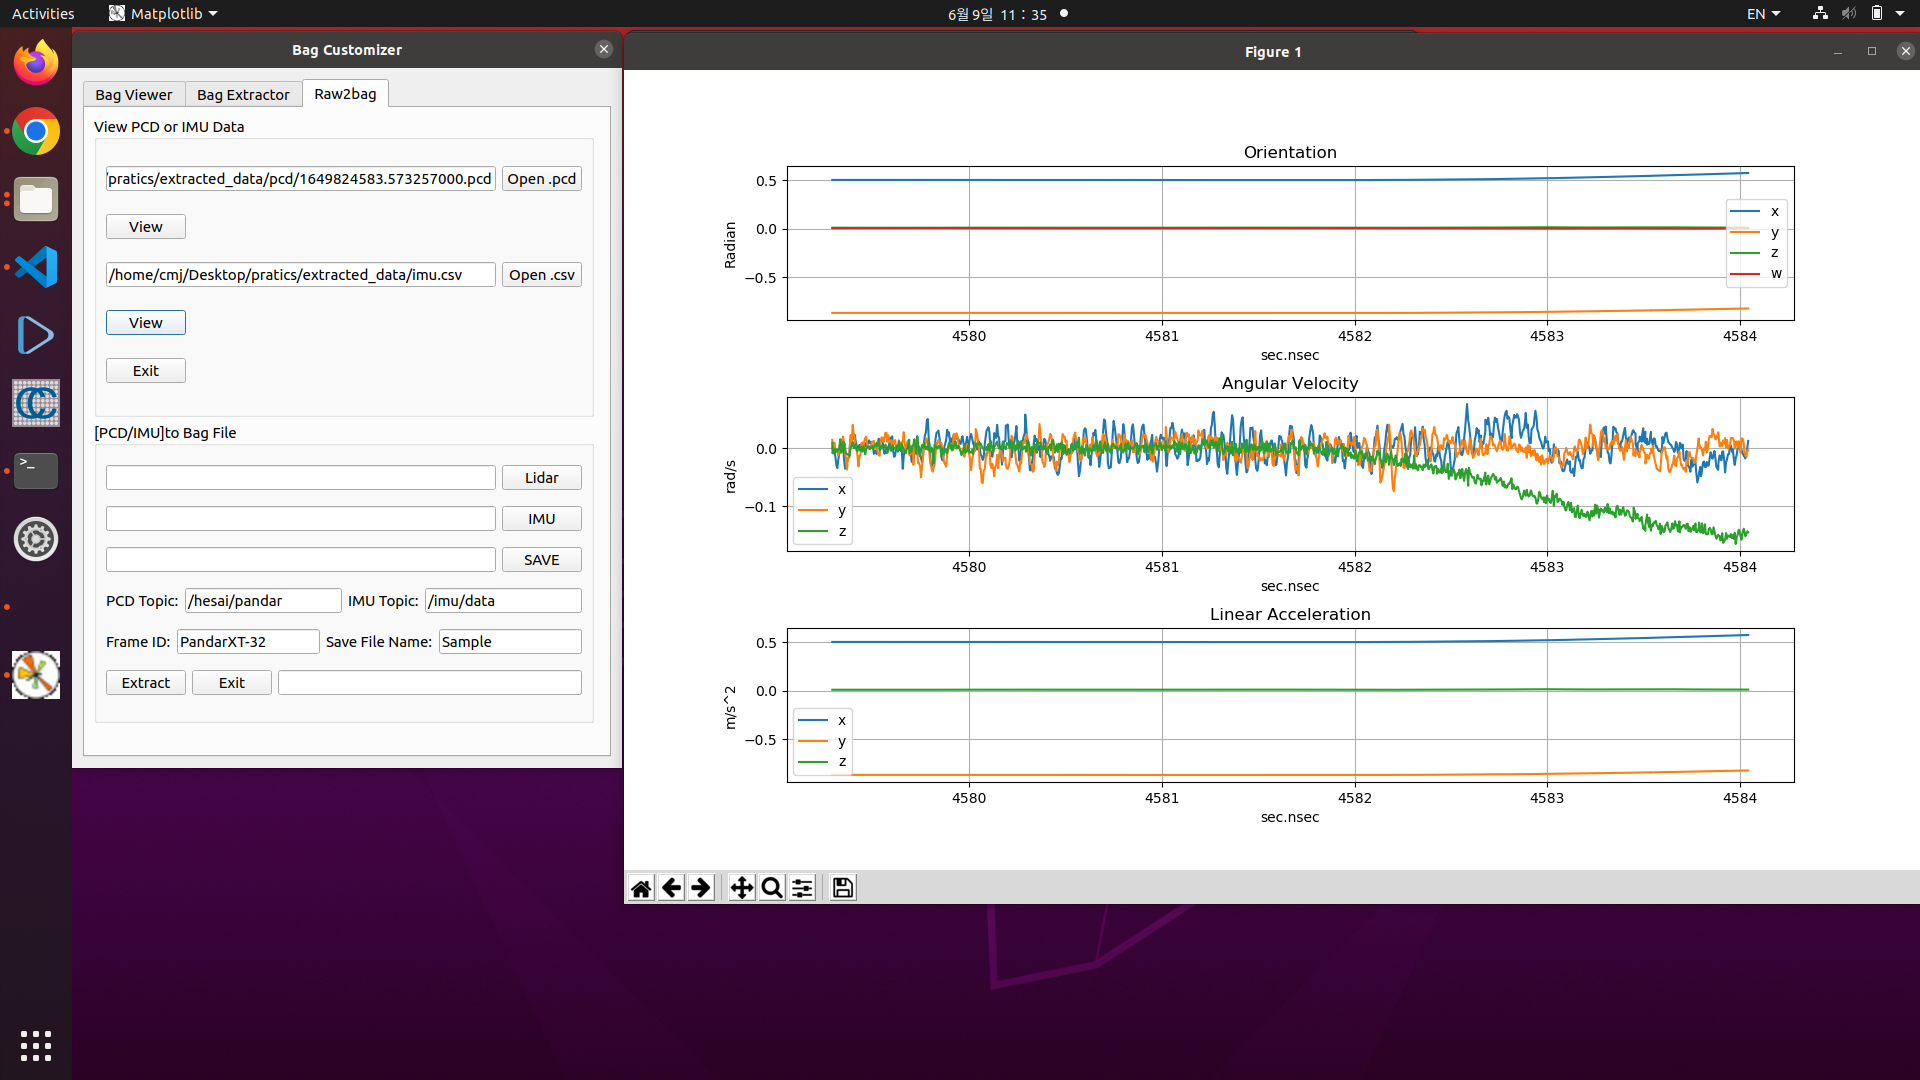 Activities Matplotlib 6월 9일 11 : 35 EN
Bag Customizer
Bag Viewer Bag Extractor Raw2bag
View PCD or IMU Data
/pratics/extracted_data/pcd/1649824583.573257000.pcd Open .pcd
View
/home/cmj/Desktop/pratics/extracted_data/imu.csv Open .csv
View
Exit
[PCD/IMU]to Bag File
Lidar
IMU
SAVE
PCD Topic: /hesai/pandar IMU Topic: /imu/data
Frame ID: PandarXT-32 Save File Name: Sample
Extract Exit
Figure 1
Orientation
Radian
0.5
0.0
−0.5
x
y
z
w
4580 4581 4582 4583 4584
sec.nsec
Angular Velocity
rad/s
0.0
−0.1
x
y
z
4580 4581 4582 4583 4584
sec.nsec
Linear Acceleration
m/s^2
0.5
0.0
−0.5
x
y
z
4580 4581 4582 4583 4584
sec.nsec